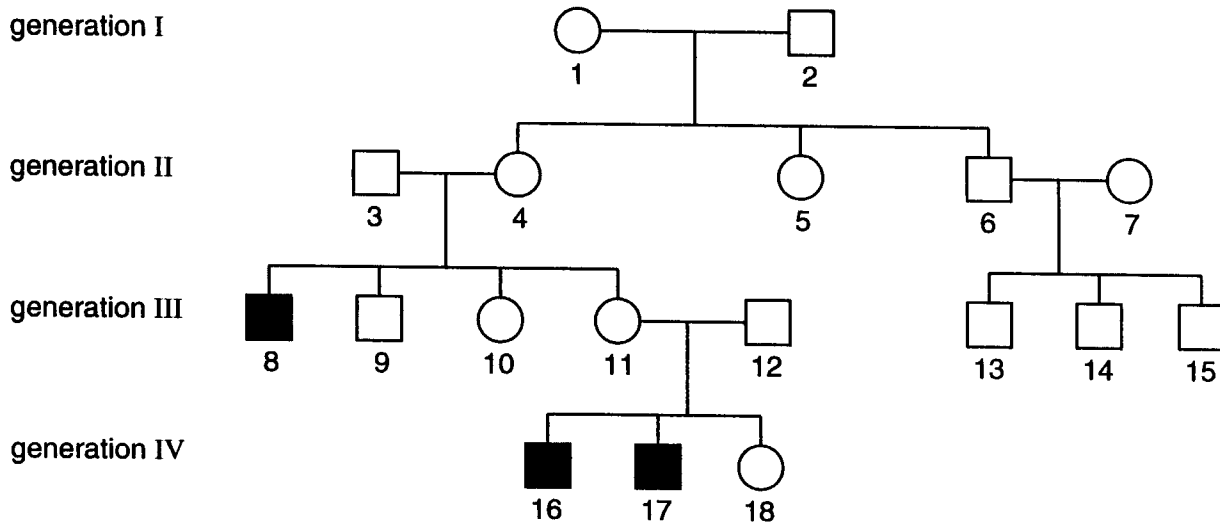 generation I
1 2
generation II
3 4 5 6 7
generation III
8 9 10 11 12 13 14 15
generation IV
16 17 18